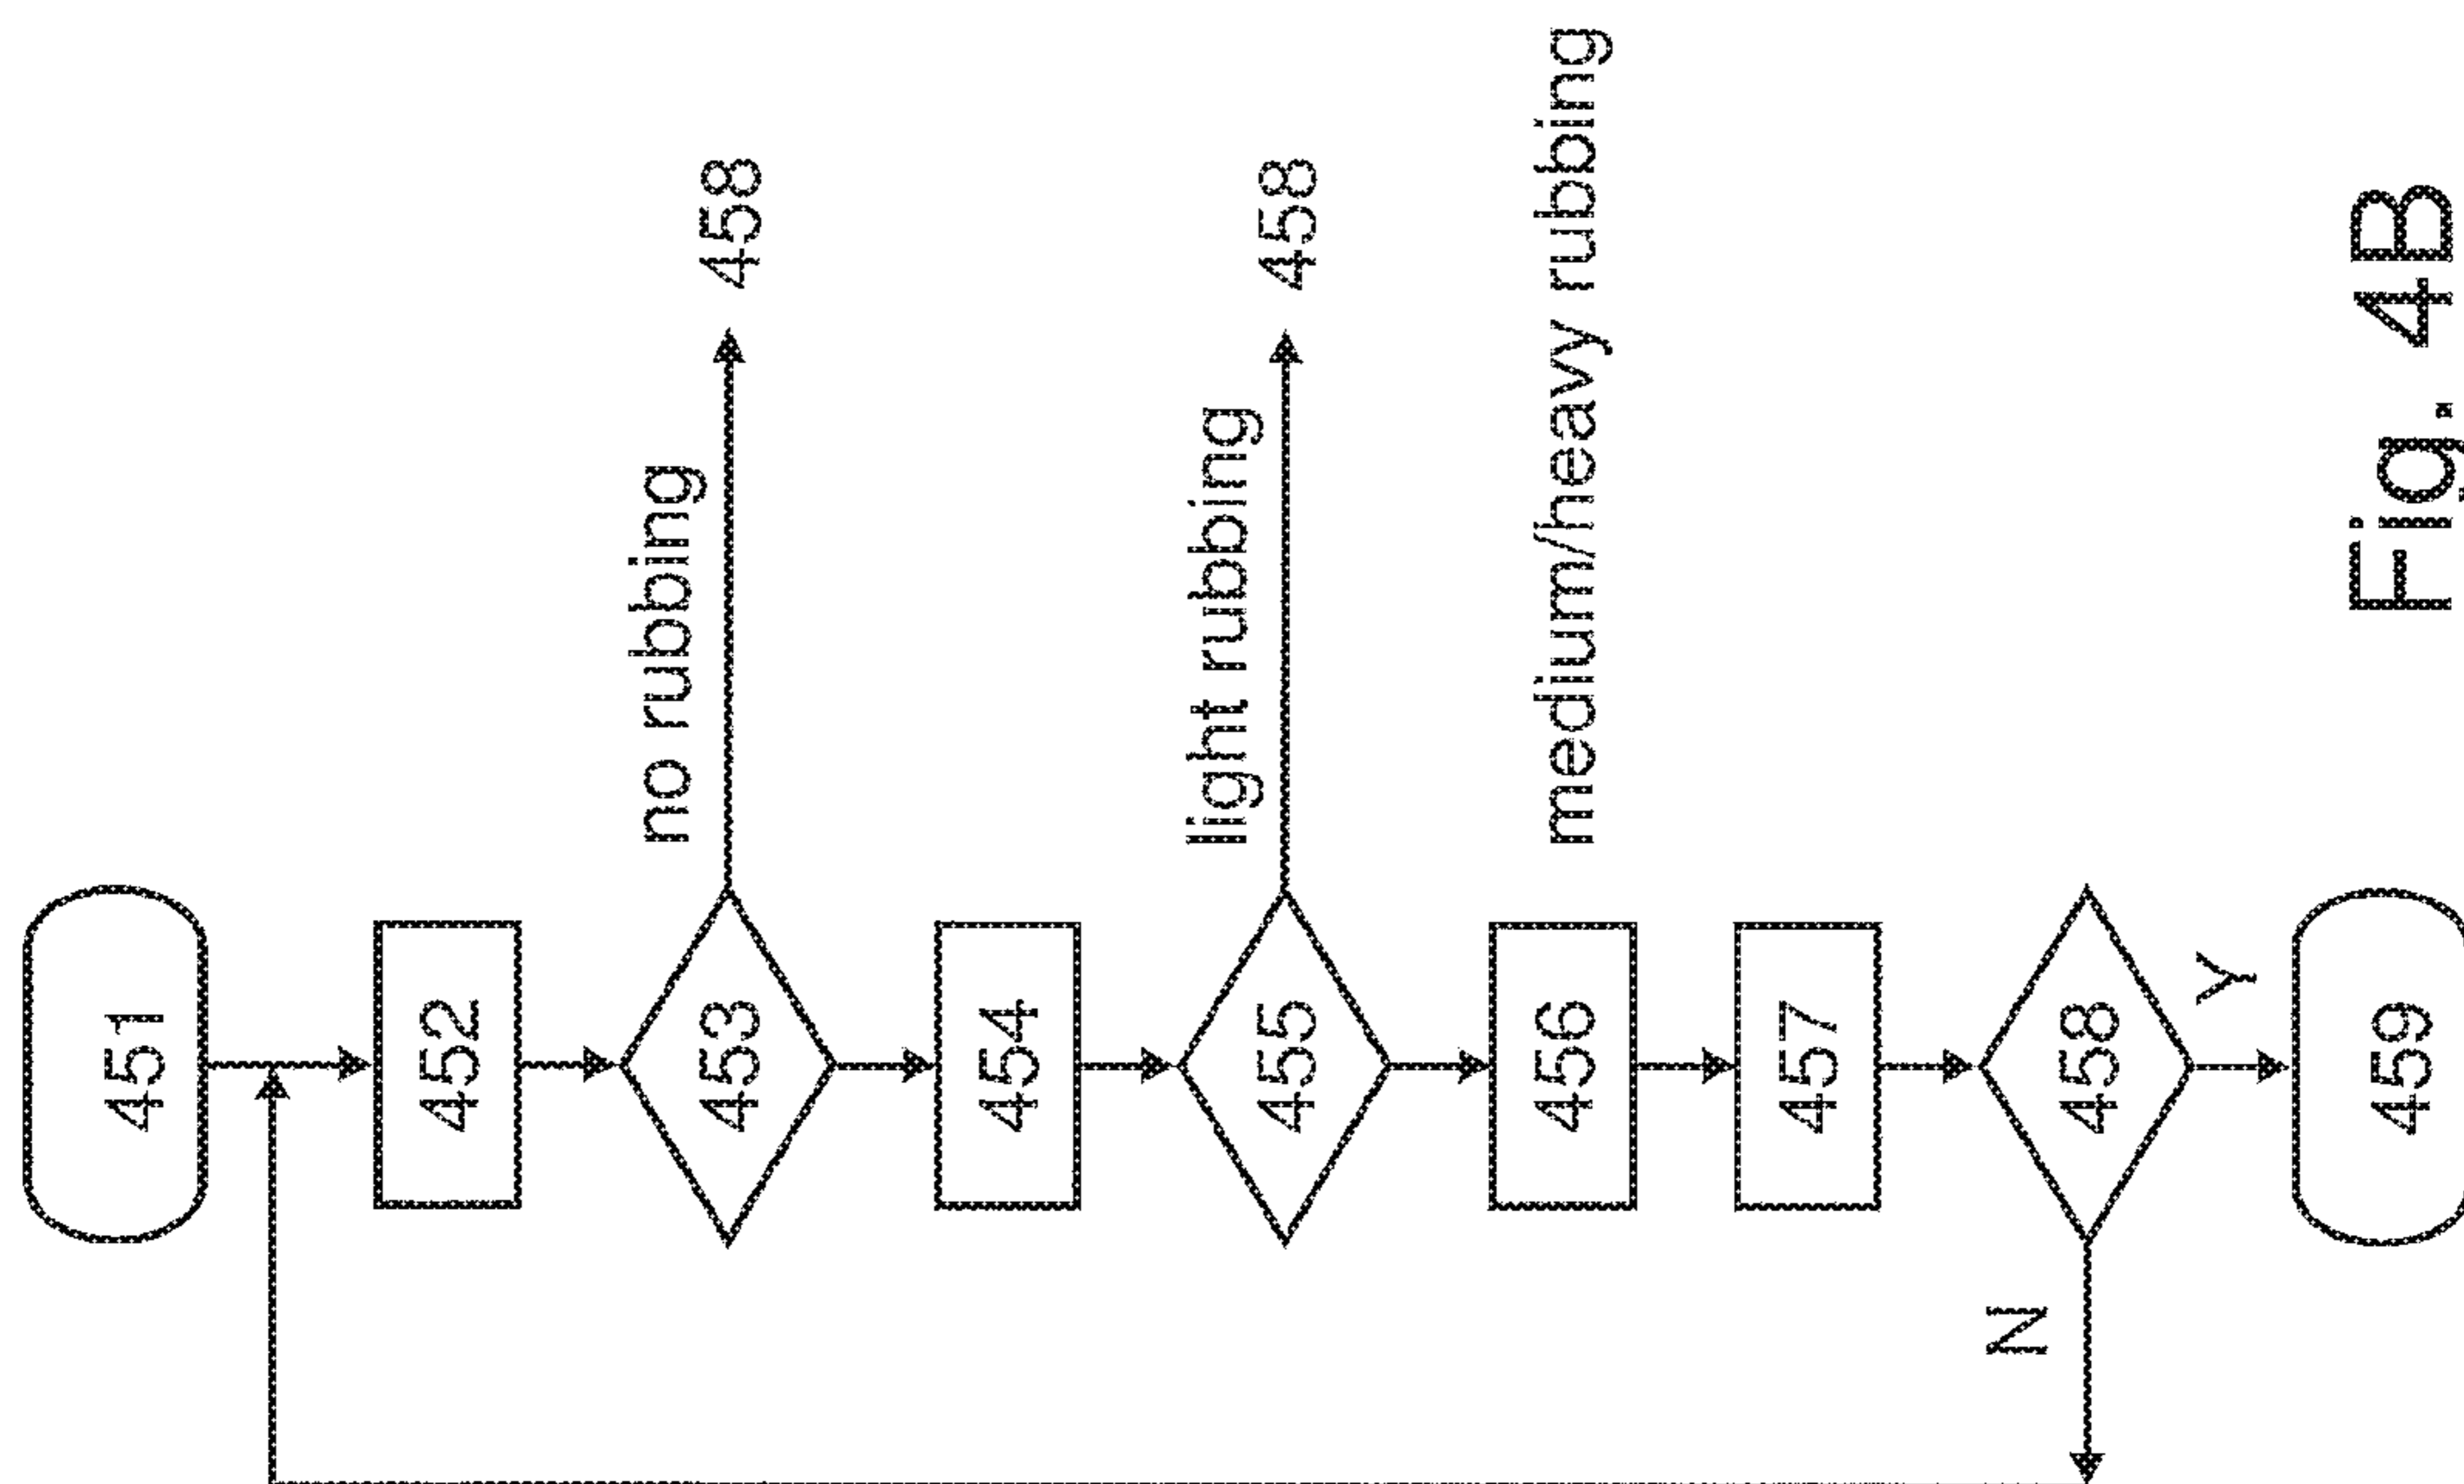 451
452
no rubbing
453
458
454
light rubbing
455
458
456
medium/heavy rubbing
457
N
458
Y
459
Fig. 4B